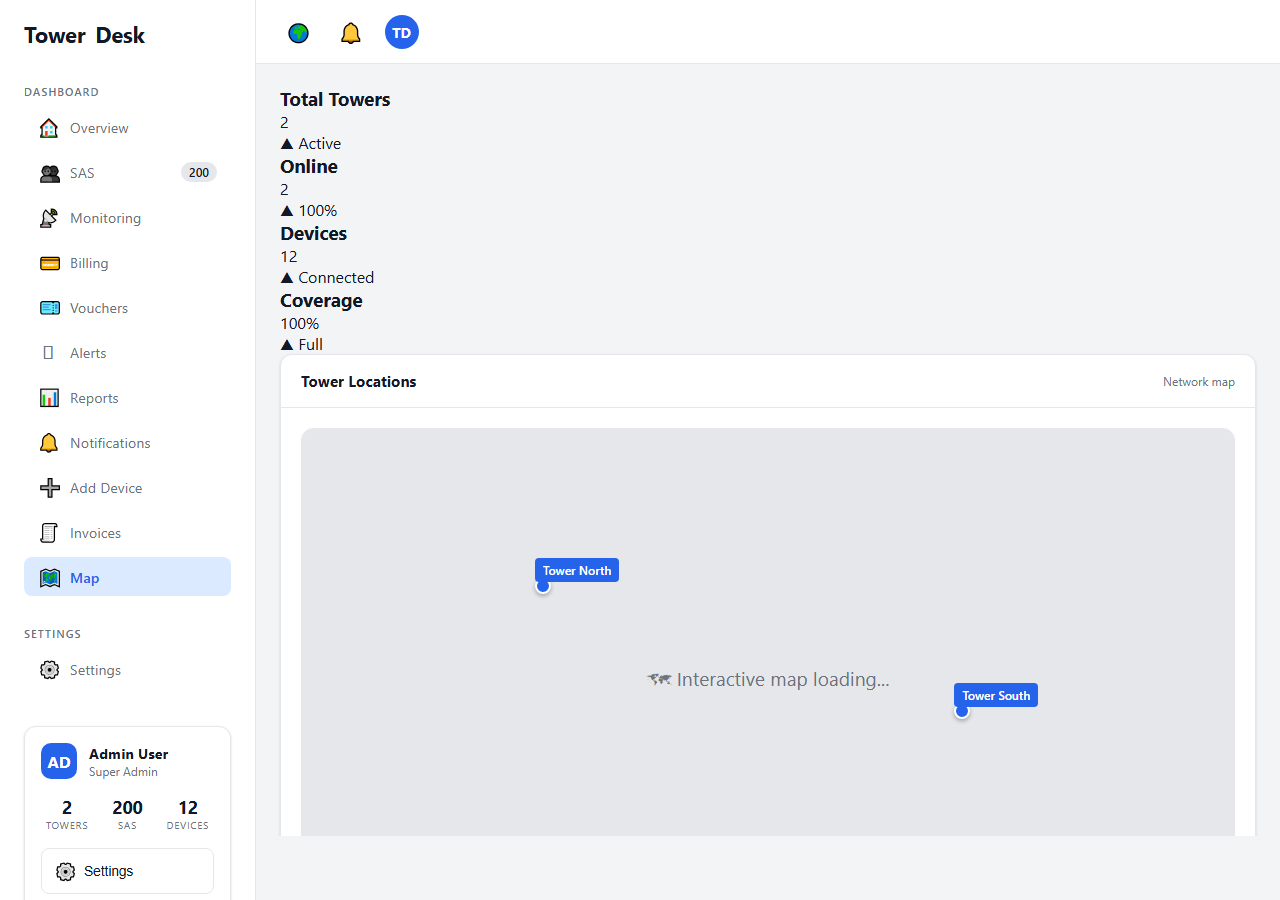 Tower Desk
TD
DASHBOARD
Overview
SAS 200
Monitoring
Billing
Vouchers
Alerts
Reports
Notifications
Add Device
Invoices
Map
SETTINGS
Settings
AD
Admin User
Super Admin
2 200 12
TOWERS SAS DEVICES
Settings
Total Towers
2
▲ Active
Online
2
▲ 100%
Devices
12
▲ Connected
Coverage
100%
▲ Full
Tower Locations
Network map
Tower North
Interactive map loading...
Tower South